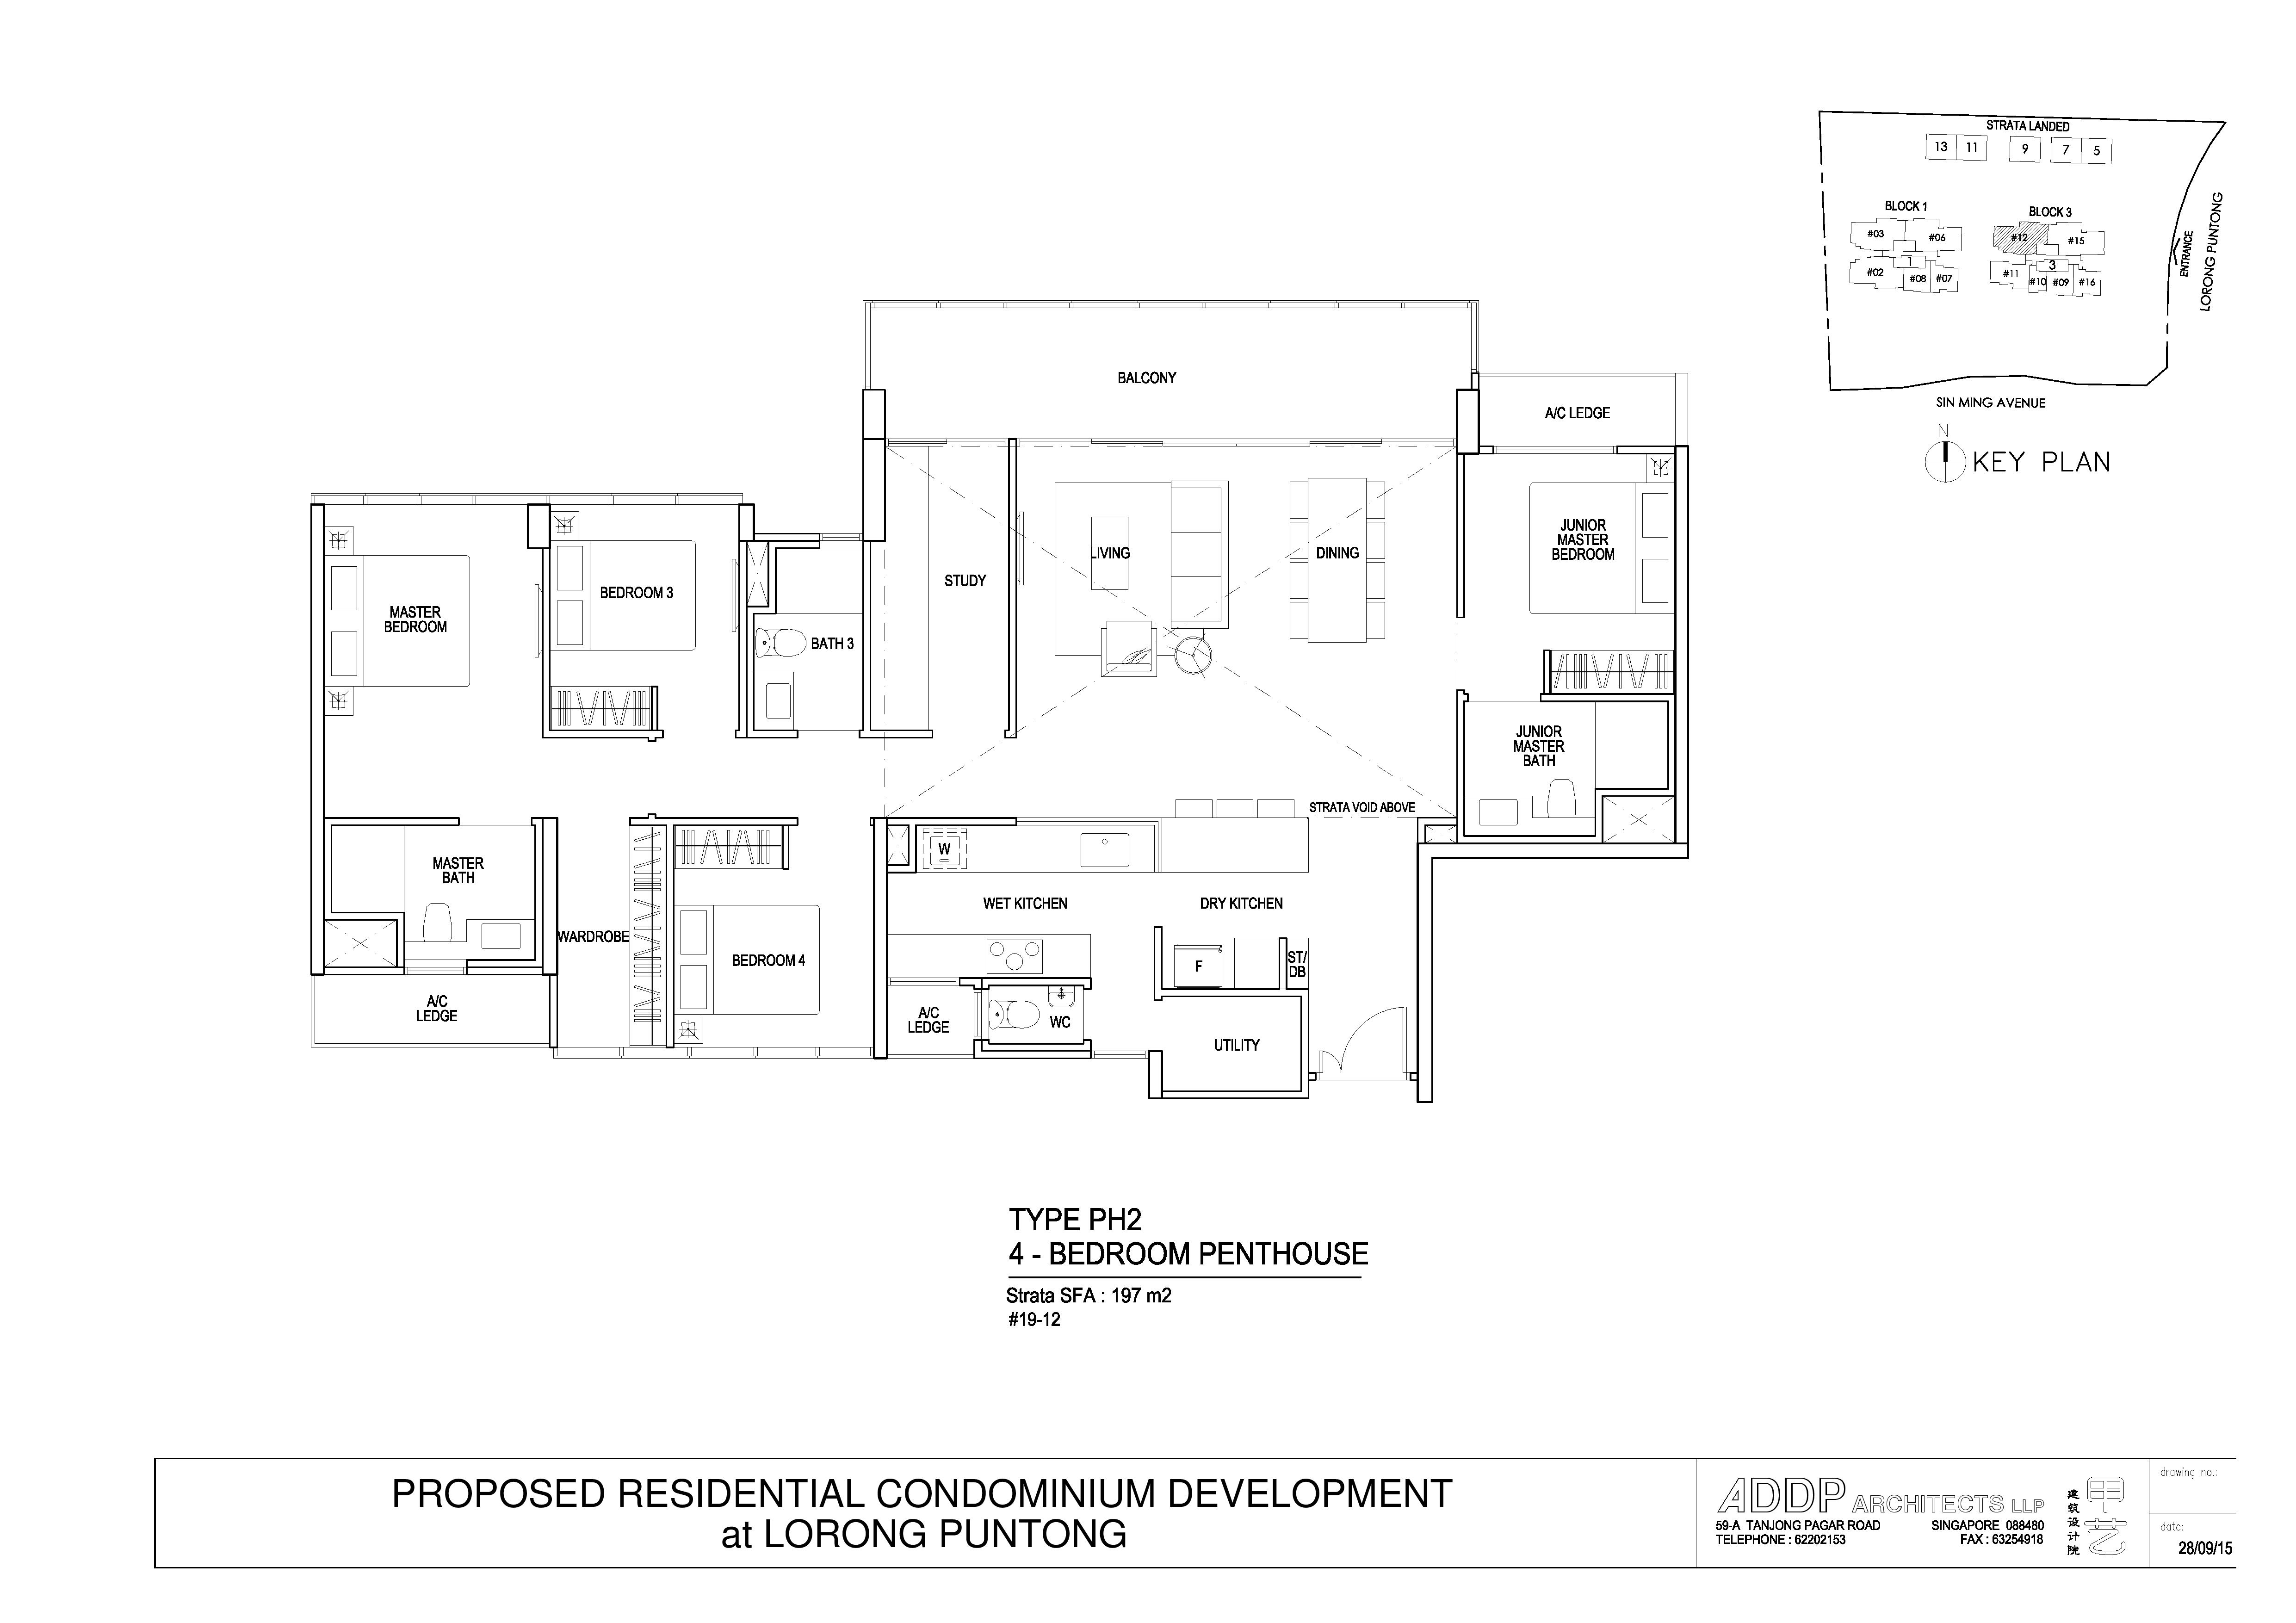 STRATA LANDED
13
11
9
7
5
BLOCK 1
BLOCK 3
#03
#06
#12
#15
1
3
#02
#08
#07
#11
#10
#09
#16
ENTRANCE
LORONG PUNTONG
SIN MING AVENUE
N
KEY PLAN
BALCONY
A/C LEDGE
JUNIOR
MASTER
BEDROOM
LIVING
DINING
STUDY
BEDROOM 3
MASTER
BEDROOM
BATH 3
JUNIOR
MASTER
BATH
STRATA VOID ABOVE
W
MASTER
BATH
WET KITCHEN
DRY KITCHEN
WARDROBE
BEDROOM 4
F
ST/
DB
A/C
LEDGE
A/C
LEDGE
WC
UTILITY
TYPE PH2
4 - BEDROOM PENTHOUSE
Strata SFA : 197 m2
#19-12
PROPOSED RESIDENTIAL CONDOMINIUM DEVELOPMENT
at LORONG PUNTONG
ADDP ARCHITECTS LLP
59-A TANJONG PAGAR ROAD SINGAPORE 088480
TELEPHONE : 62202153 FAX : 63254918
建筑设计院
甲艺
drawing no.:
date:
28/09/15